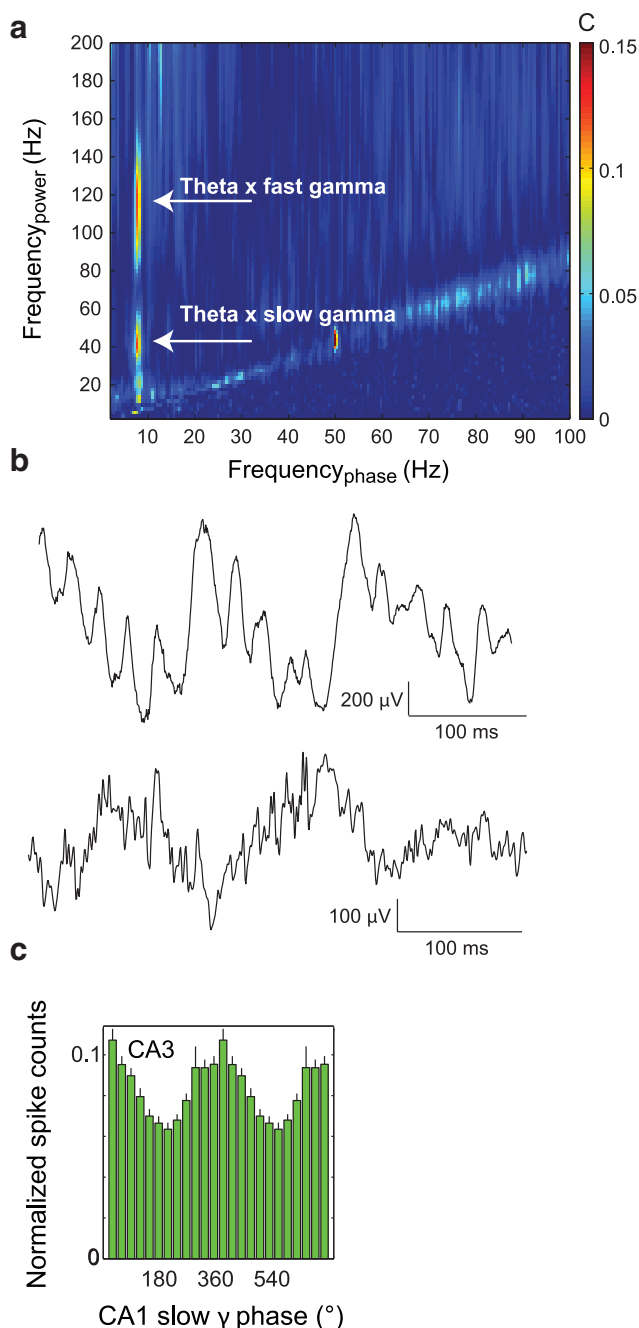 a
C
200
180
160
140
120
100
80
60
40
20
Frequencypower (Hz)
Theta x fast gamma
Theta x slow gamma
0.15
0.1
0.05
0
10 20 30 40 50 60 70 80 90 100
Frequencyphase (Hz)
b
200 µV
100 ms
100 µV
100 ms
c
Normalized spike counts
0.1
0
CA3
180 360 540
CA1 slow γ phase (°)